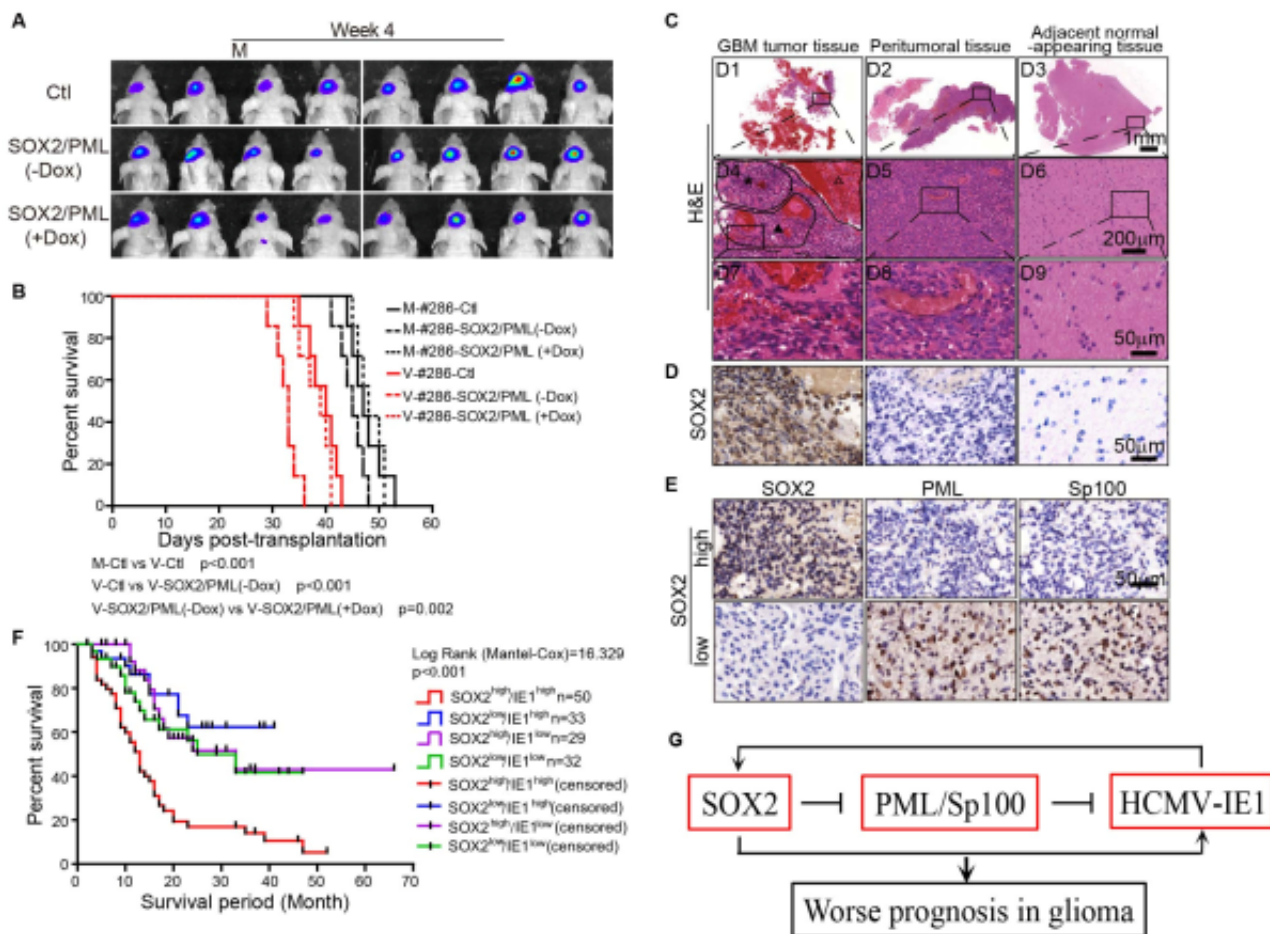 A
Week 4
M
Ctl
SOX2/PML
(-Dox)
SOX2/PML
(+Dox)
B
Percent survival
100
80
60
40
20
0
0 10 20 30 40 50 60
Days post-transplantation
M-#286-Ctl
M-#286-SOX2/PML(-Dox)
M-#286-SOX2/PML (+Dox)
V-#286-Ctl
V-#286-SOX2/PML (-Dox)
V-#286-SOX2/PML (+Dox)
M-Ctl vs V-Ctl p<0.001
V-Ctl vs V-SOX2/PML(-Dox) p<0.001
V-SOX2/PML(-Dox) vs V-SOX2/PML(+Dox) p=0.002
C
GBM tumor tissue
Peritumoral tissue
Adjacent normal
-appearing tissue
H&E
D1
D2
D3
1mm
D4
D5
D6
200μm
D7
D8
D9
50μm
D
SOX2
50μm
E
SOX2
PML
Sp100
SOX2
high
50μm
low
F
Percent survival
100
80
60
40
20
0
0 10 20 30 40 50 60 70
Survival period (Month)
Log Rank (Mantel-Cox)=16.329
p<0.001
SOX2high/IE1high n=50
SOX2low/IE1high n=33
SOX2high/IE1low n=29
SOX2low/IE1low n=32
SOX2high/IE1high(censored)
SOX2low/IE1high(censored)
SOX2high/IE1low(censored)
SOX2low/IE1low(censored)
G
SOX2
PML/Sp100
HCMV-IE1
Worse prognosis in glioma